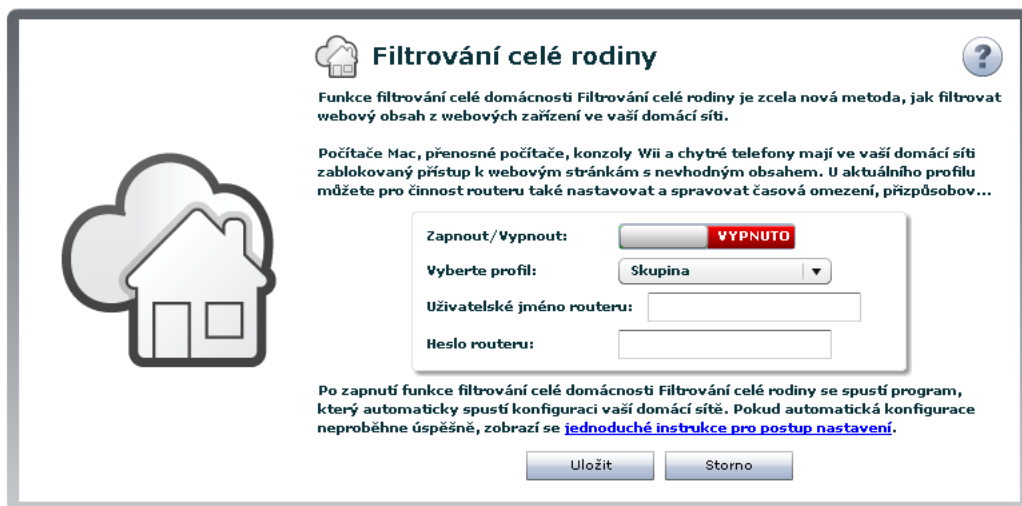 Filtrování celé rodiny
?
Funkce filtrování celé domácnosti Filtrování celé rodiny je zcela nová metoda, jak filtrovat
webový obsah z webových zařízení ve vaší domácí síti.
Počítače Mac, přenosné počítače, konzoly Wii a chytré telefony mají ve vaší domácí síti
zablokovaný přístup k webovým stránkám s nevhodným obsahem. U aktuálního profilu
můžete pro činnost routeru také nastavovat a spravovat časová omezení, přizpůsobov...
Zapnout/Vypnout: VYPNUTO
Vyberte profil: Skupina
Uživatelské jméno routeru:
Heslo routeru:
Po zapnutí funkce filtrování celé domácnosti Filtrování celé rodiny se spustí program,
který automaticky spustí konfiguraci vaší domácí sítě. Pokud automatická konfigurace
neproběhne úspěšně, zobrazí se jednoduché instrukce pro postup nastavení.
Uložit Storno